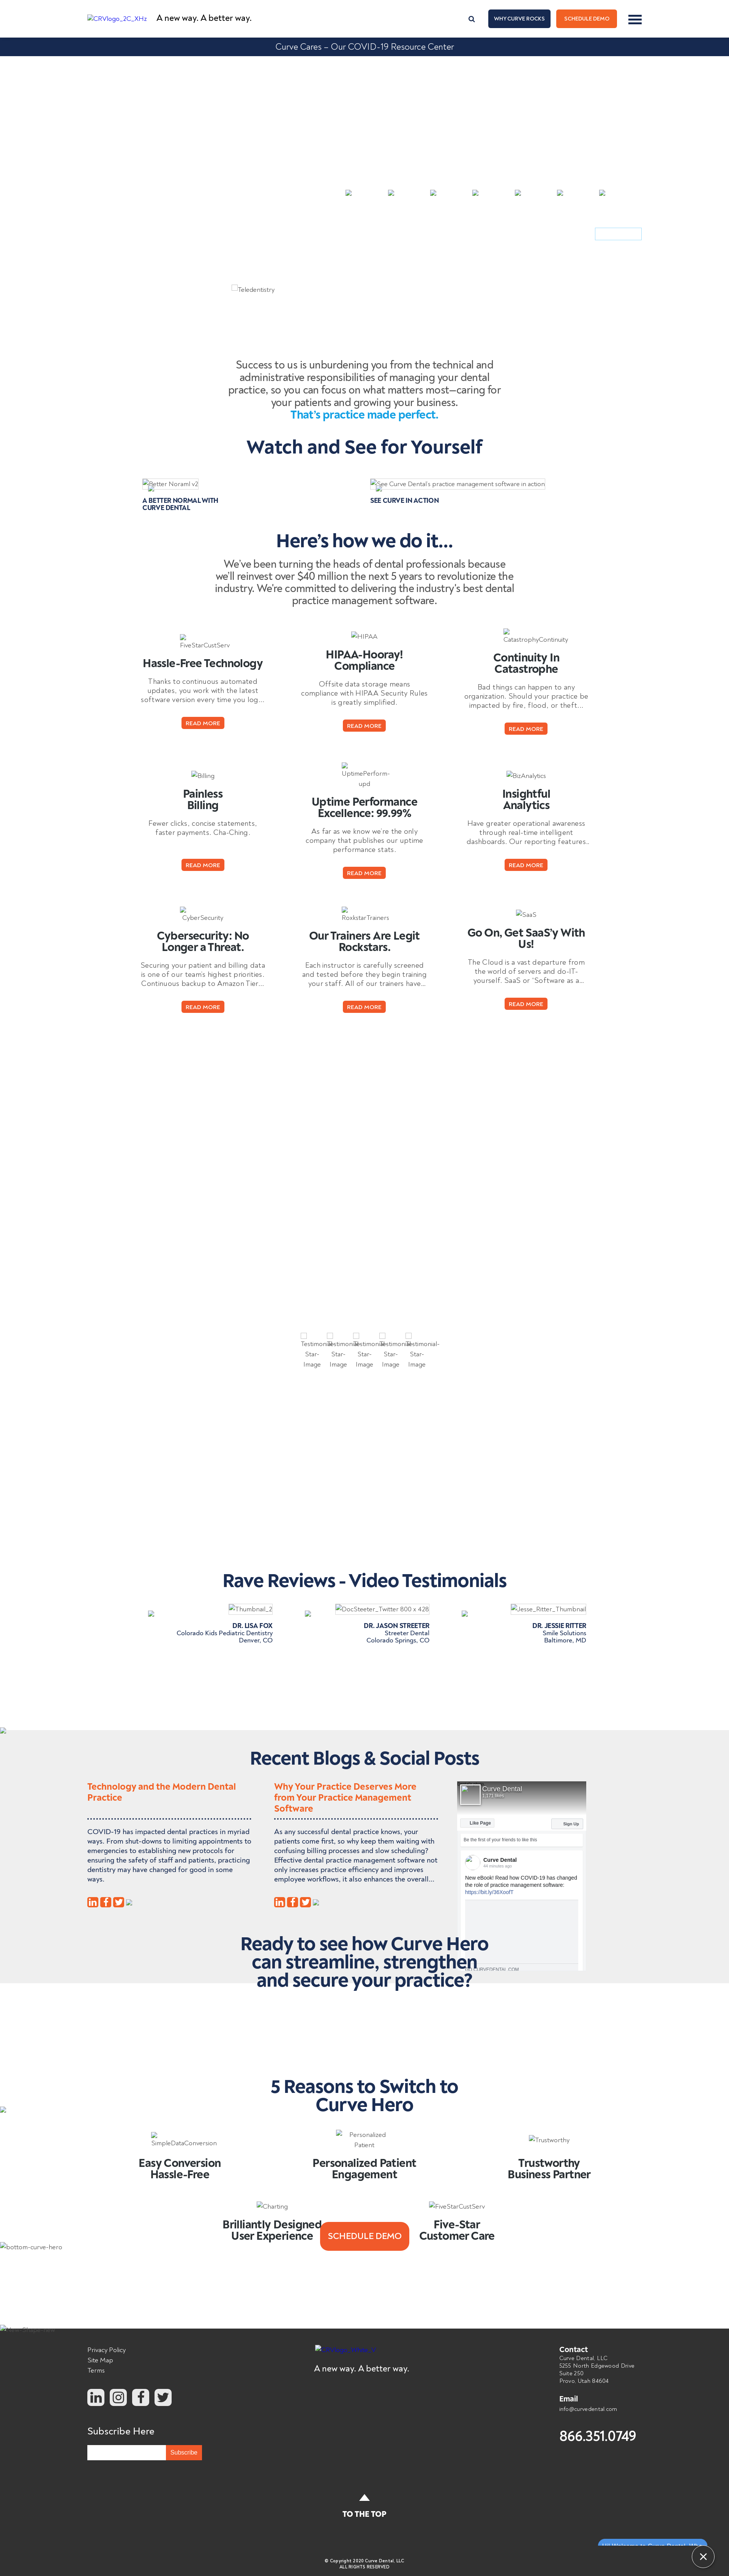 CRVlogo_2C_XHz
A new way. A better way.
WHY CURVE ROCKS
SCHEDULE DEMO
Curve Cares – Our COVID-19 Resource Center
Teledentistry
Success to us is unburdening you from the technical and
administrative responsibilities of managing your dental
practice, so you can focus on what matters most—caring for
your patients and growing your business.
That's practice made perfect.
Watch and See for Yourself
Better Noraml v2
A BETTER NORMAL WITH
CURVE DENTAL
See Curve Dental's practice management software in action
SEE CURVE IN ACTION
Here's how we do it...
We've been turning the heads of dental professionals because
we'll reinvest over $40 million the next 5 years to revolutionize the
industry. We're committed to delivering the industry's best dental
practice management software.
FiveStarCustServ
Hassle-Free Technology
Thanks to continuous automated
updates, you work with the latest
software version every time you log...
READ MORE
HIPAA
HIPAA-Hooray!
Compliance
Offsite data storage means
compliance with HIPAA Security Rules
is greatly simplified.
READ MORE
CatastrophyContinuity
Continuity In
Catastrophe
Bad things can happen to any
organization. Should your practice be
impacted by fire, flood, or theft...
READ MORE
Billing
Painless
Billing
Fewer clicks, concise statements,
faster payments. Cha-Ching.
READ MORE
UptimePerform-
upd
Uptime Performance
Excellence: 99.99%
As far as we know we're the only
company that publishes our uptime
performance stats.
READ MORE
BizAnalytics
Insightful
Analytics
Have greater operational awareness
through real-time intelligent
dashboards. Our reporting features..
READ MORE
CyberSecurity
Cybersecurity: No
Longer a Threat.
Securing your patient and billing data
is one of our team's highest priorities.
Continuous backup to Amazon Tier...
READ MORE
RoxkstarTrainers
Our Trainers Are Legit
Rockstars.
Each instructor is carefully screened
and tested before they begin training
your staff. All of our trainers have...
READ MORE
SaaS
Go On, Get SaaS'y With
Us!
The Cloud is a vast departure from
the world of servers and do-IT-
yourself. SaaS or "Software as a...
READ MORE
Testimonial-
Star-
Image
Testimonial-
Star-
Image
Testimonial-
Star-
Image
Testimonial-
Star-
Image
Testimonial-
Star-
Image
Rave Reviews - Video Testimonials
Thumbnail_2
DR. LISA FOX
Colorado Kids Pediatric Dentistry
Denver, CO
DocSteeter_Twitter 800 x 428
DR. JASON STREETER
Streeter Dental
Colorado Springs, CO
Jesse_Ritter_Thumbnail
DR. JESSIE RITTER
Smile Solutions
Baltimore, MD
Recent Blogs & Social Posts
Technology and the Modern Dental
Practice
COVID-19 has impacted dental practices in myriad
ways. From shut-downs to limiting appointments to
emergencies to establishing new protocols for
ensuring the safety of staff and patients, practicing
dentistry may have changed for good in some
ways.
Why Your Practice Deserves More
from Your Practice Management
Software
As any successful dental practice knows, your
patients come first, so why keep them waiting with
confusing billing processes and slow scheduling?
Effective dental practice management software not
only increases practice efficiency and improves
employee workflows, it also enhances the overall...
Curve Dental
1,171 likes
Like Page
Sign Up
Be the first of your friends to like this
Curve Dental
44 minutes ago
New eBook! Read how COVID-19 has changed
the role of practice management software:
https://bit.ly/36XoofT
Ready to see how Curve Hero
can streamline, strengthen
and secure your practice?
5 Reasons to Switch to
Curve Hero
SimpleDataConversion
Easy Conversion
Hassle-Free
Personalized
Patient
Personalized Patient
Engagement
Trustworthy
Trustworthy
Business Partner
Charting
Brilliantly Designed
User Experience
FiveStarCustServ
Five-Star
Customer Care
SCHEDULE DEMO
bottom-curve-hero
Privacy Policy
Site Map
Terms
Subscribe Here
Subscribe
A new way. A better way.
Contact
Curve Dental, LLC
5255 North Edgewood Drive
Suite 250
Provo, Utah 84604
Email
info@curvedental.com
866.351.0749
TO THE TOP
© Copyright 2020 Curve Dental, LLC
ALL RIGHTS RESERVED